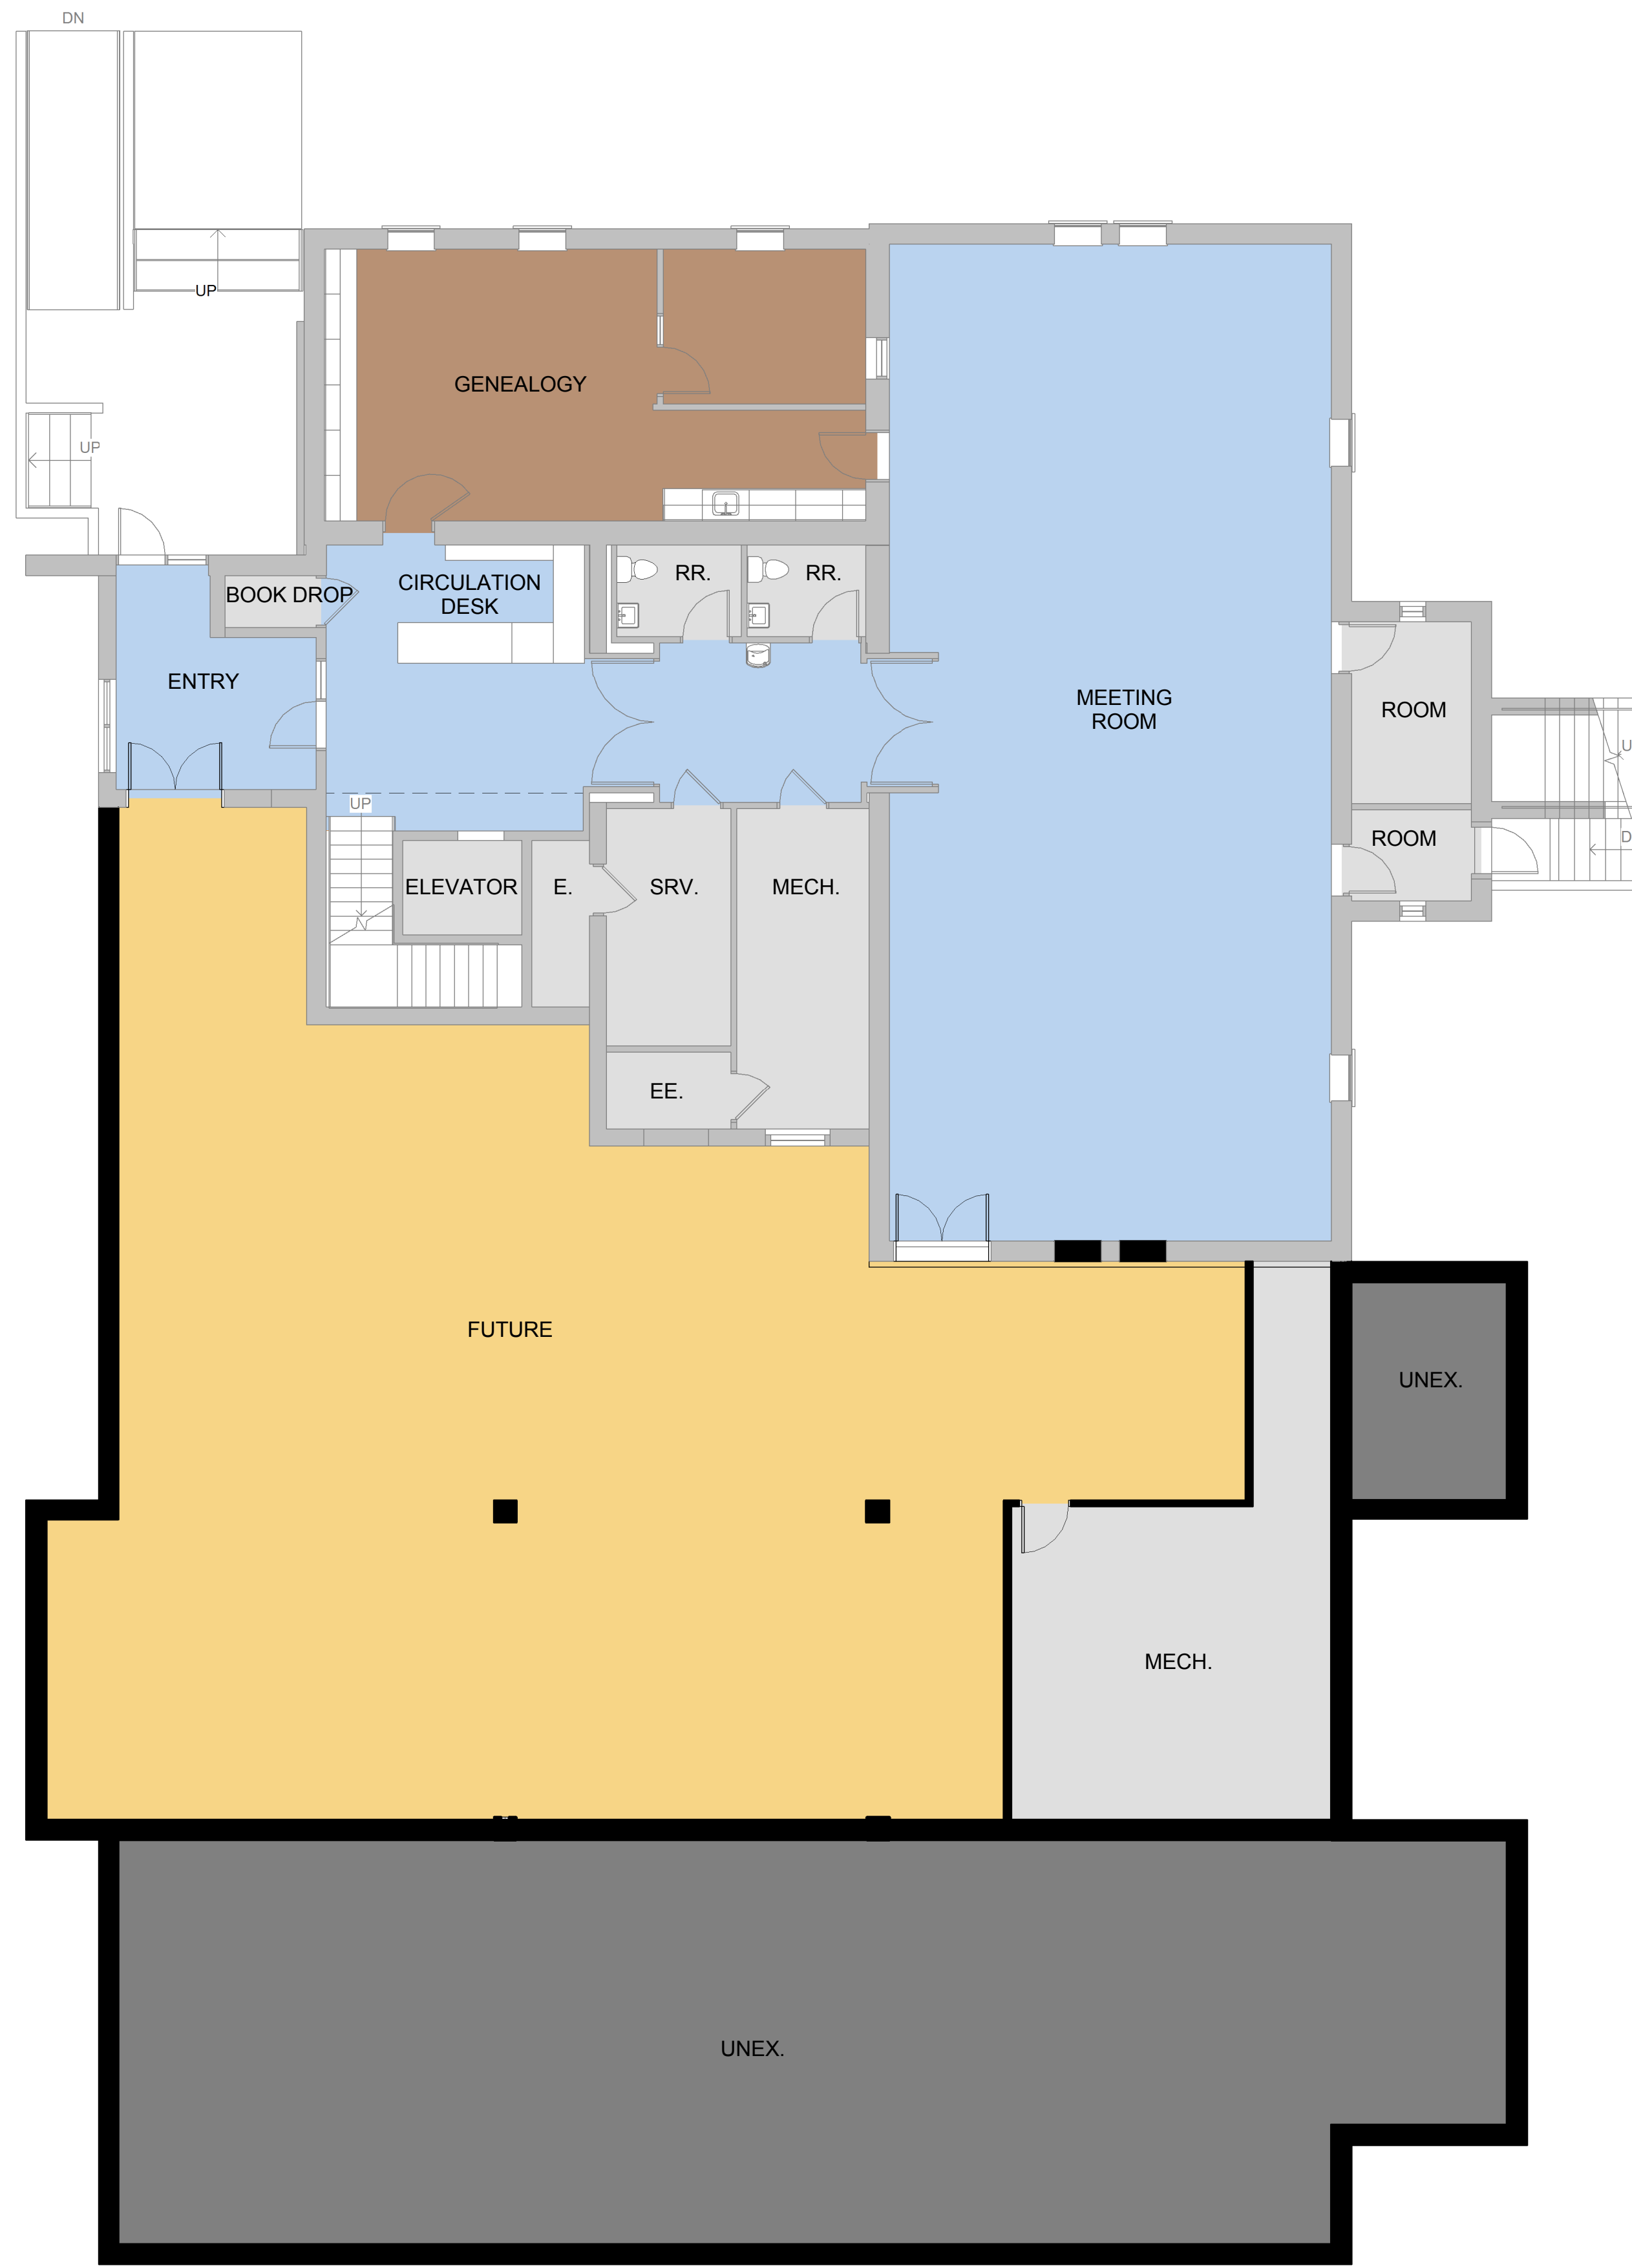 DN
UP
GENEALOGY
UP
BOOK DROP
CIRCULATION
DESK
RR.
RR.
ENTRY
MEETING
ROOM
ROOM
UP
ROOM
ELEVATOR
E.
SRV.
MECH.
EE.
FUTURE
UNEX.
MECH.
UNEX.